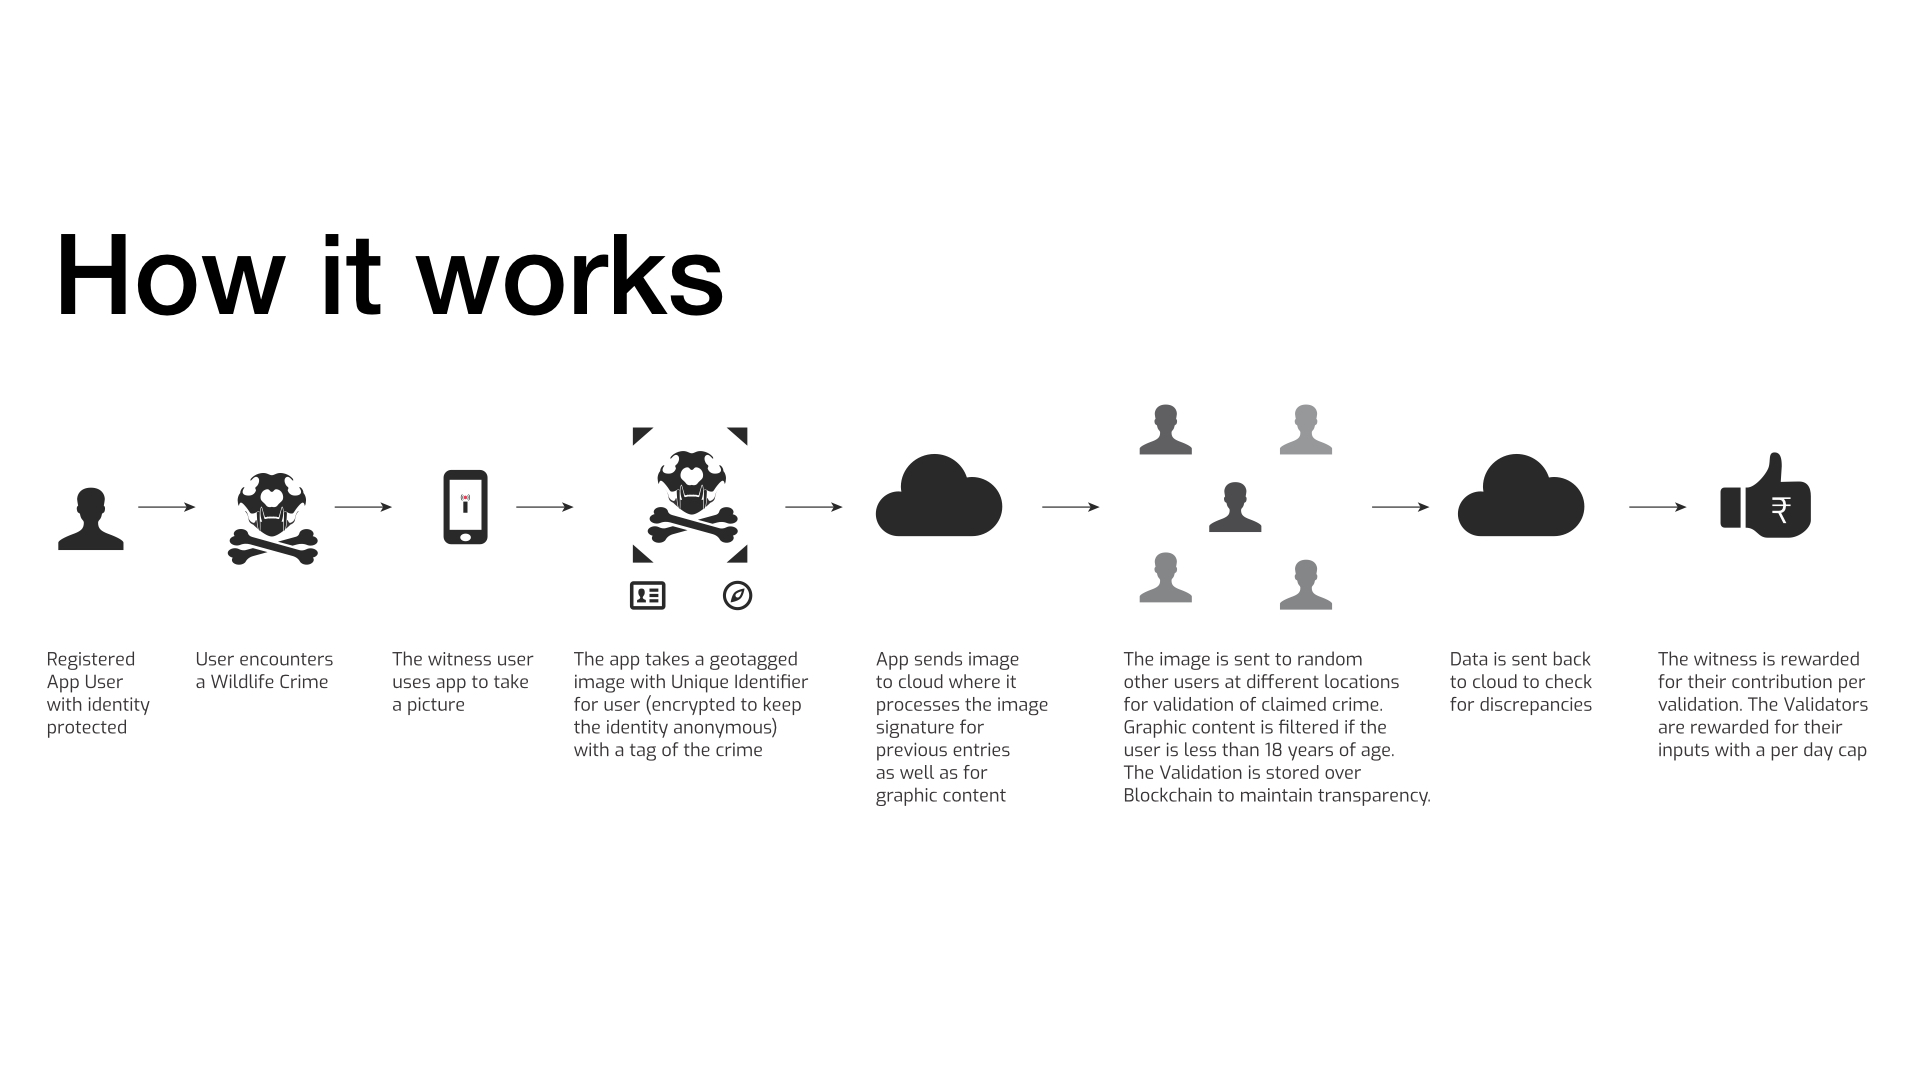 How it works
₹
Registered
App User
with identity
protected
User encounters
a Wildlife Crime
The witness user
uses app to take
a picture
The app takes a geotagged
image with Unique Identifier
for user (encrypted to keep
the identity anonymous)
with a tag of the crime
App sends image
to cloud where it
processes the image
signature for
previous entries
as well as for
graphic content
The image is sent to random
other users at different locations
for validation of claimed crime.
Graphic content is filtered if the
user is less than 18 years of age.
The Validation is stored over
Blockchain to maintain transparency.
Data is sent back
to cloud to check
for discrepancies
The witness is rewarded
for their contribution per
validation. The Validators
are rewarded for their
inputs with a per day cap